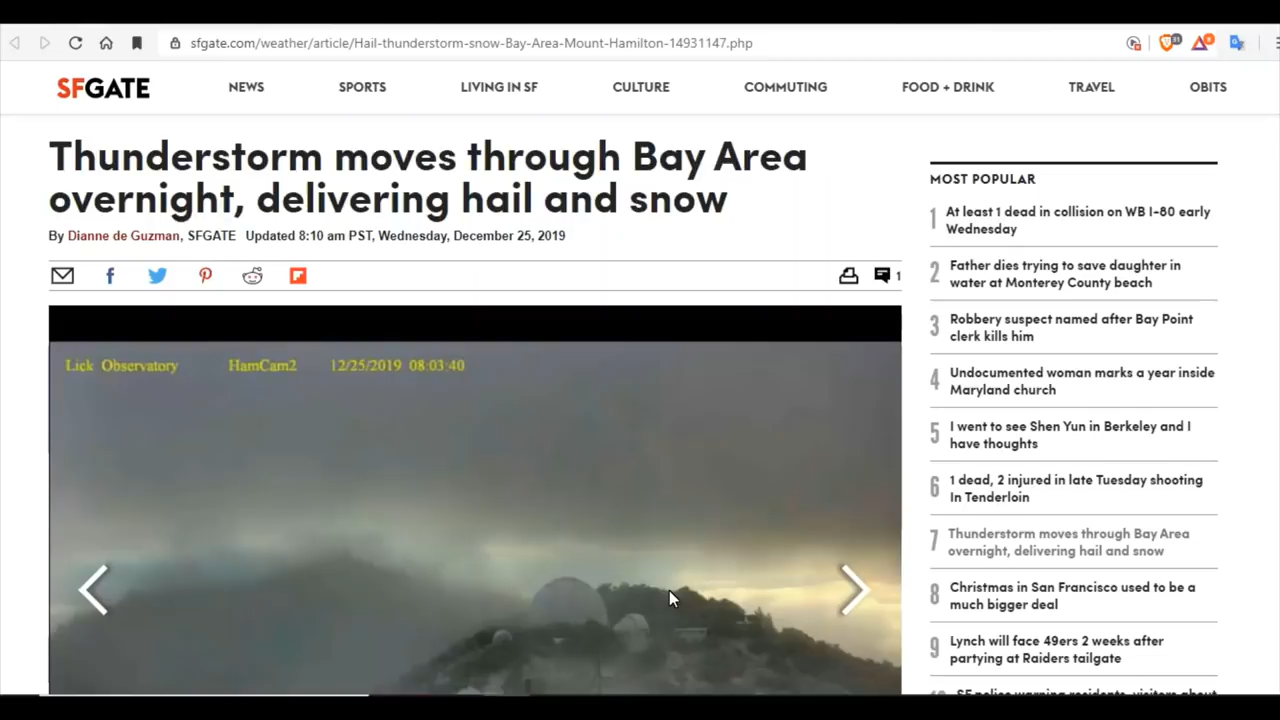 sfgate.com/weather/article/Hail-thunderstorm-snow-Bay-Area-Mount-Hamilton-14931147.php
SFGATE NEWS SPORTS LIVING IN SF CULTURE COMMUTING FOOD + DRINK TRAVEL OBITS
Thunderstorm moves through Bay Area
overnight, delivering hail and snow
By Dianne de Guzman, SFGATE Updated 8:10 am PST, Wednesday, December 25, 2019
1
Lick Observatory HamCam2 12/25/2019 08:03:40
MOST POPULAR
1 At least 1 dead in collision on WB I-80 early
Wednesday
2 Father dies trying to save daughter in
water at Monterey County beach
3 Robbery suspect named after Bay Point
clerk kills him
4 Undocumented woman marks a year inside
Maryland church
5 I went to see Shen Yun in Berkeley and I
have thoughts
6 1 dead, 2 injured in late Tuesday shooting
In Tenderloin
7 Thunderstorm moves through Bay Area
overnight, delivering hail and snow
8 Christmas in San Francisco used to be a
much bigger deal
9 Lynch will face 49ers 2 weeks after
partying at Raiders tailgate
SF police warning residents, visitors about